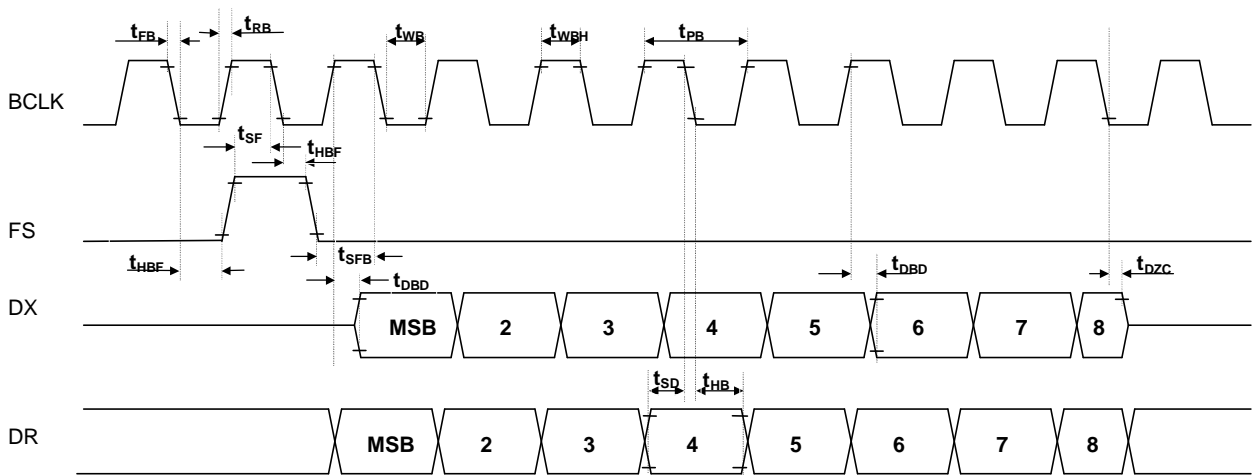 tFB tRB tWB tWBH tPB
BCLK
tSF
tHBF
FS
tHBF tSFB
tDBD tDBD tDZC
DX
MSB 2 3 4 5 6 7 8
tSD tHB
DR
MSB 2 3 4 5 6 7 8